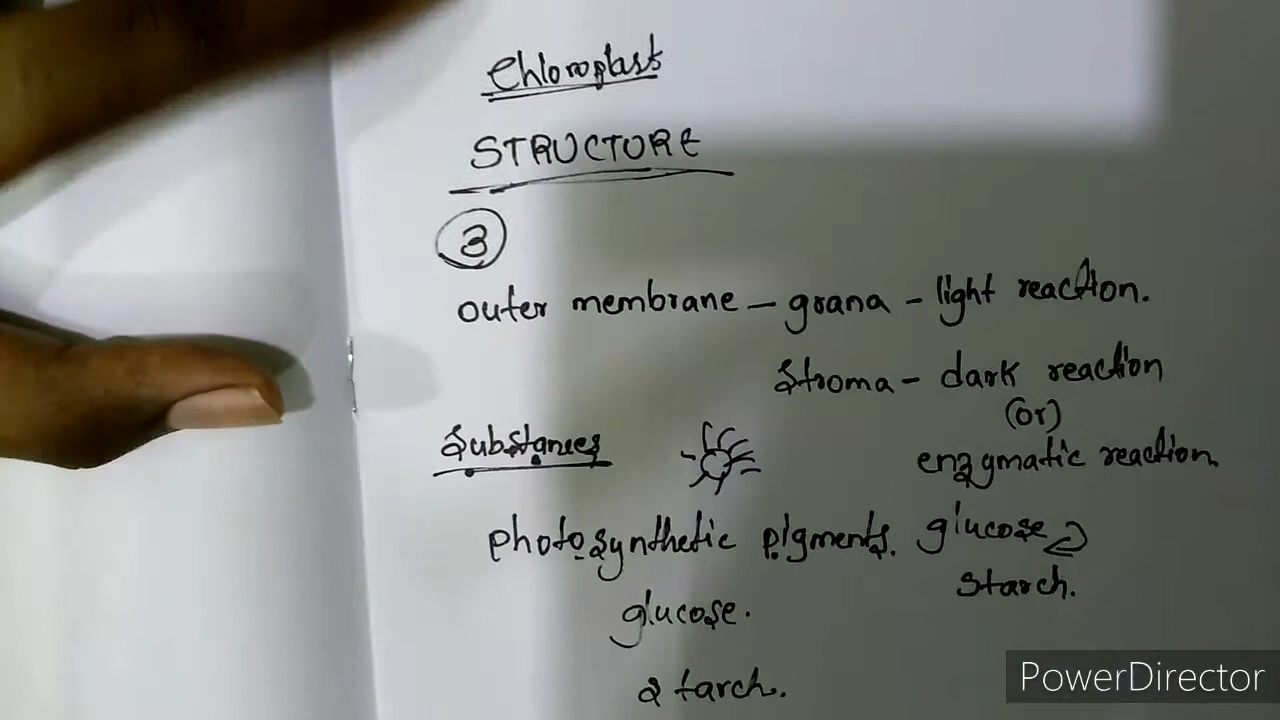 Chloroplast
STRUCTORE
3
outer membrane - grana - light reaction.
Stroma - dark reaction
(or)
enzymatic reaction.
Substances
photosynthetic pigments. glucose
starch.
glucose.
starch.
PowerDirector